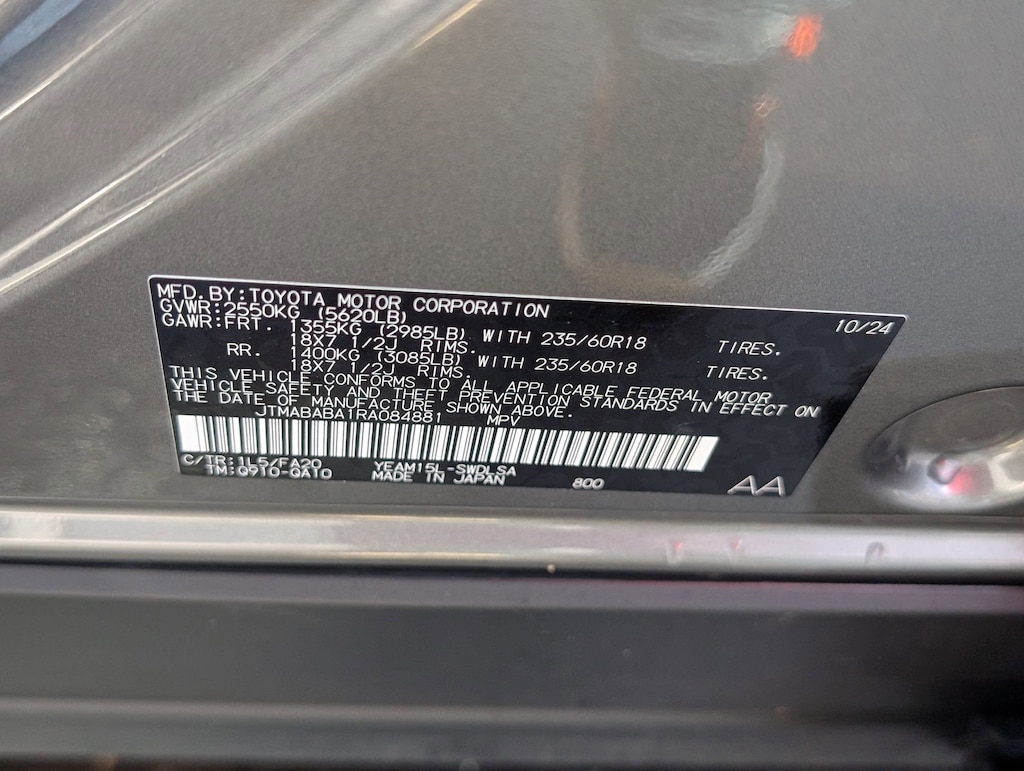 MFD. BY: TOYOTA MOTOR CORPORATION 10/24
GVWR: 2550KG (5620LB)
GAWR: FRT. 1355KG (2985LB) WITH 235/60R18 TIRES.
18X7 1/2J RIMS.
RR. 1400KG (3085LB) WITH 235/60R18 TIRES.
18X7 1/2J RIMS.
THIS VEHICLE CONFORMS TO ALL APPLICABLE FEDERAL MOTOR
VEHICLE SAFETY AND THEFT PREVENTION STANDARDS IN EFFECT ON
THE DATE OF MANUFACTURE SHOWN ABOVE.
JTMABABA1RA084881 MPV
C/TR: 1L5/FA20 YEAM15L-SWDLSA
TM: Q710-QA10 MADE IN JAPAN 800 AA